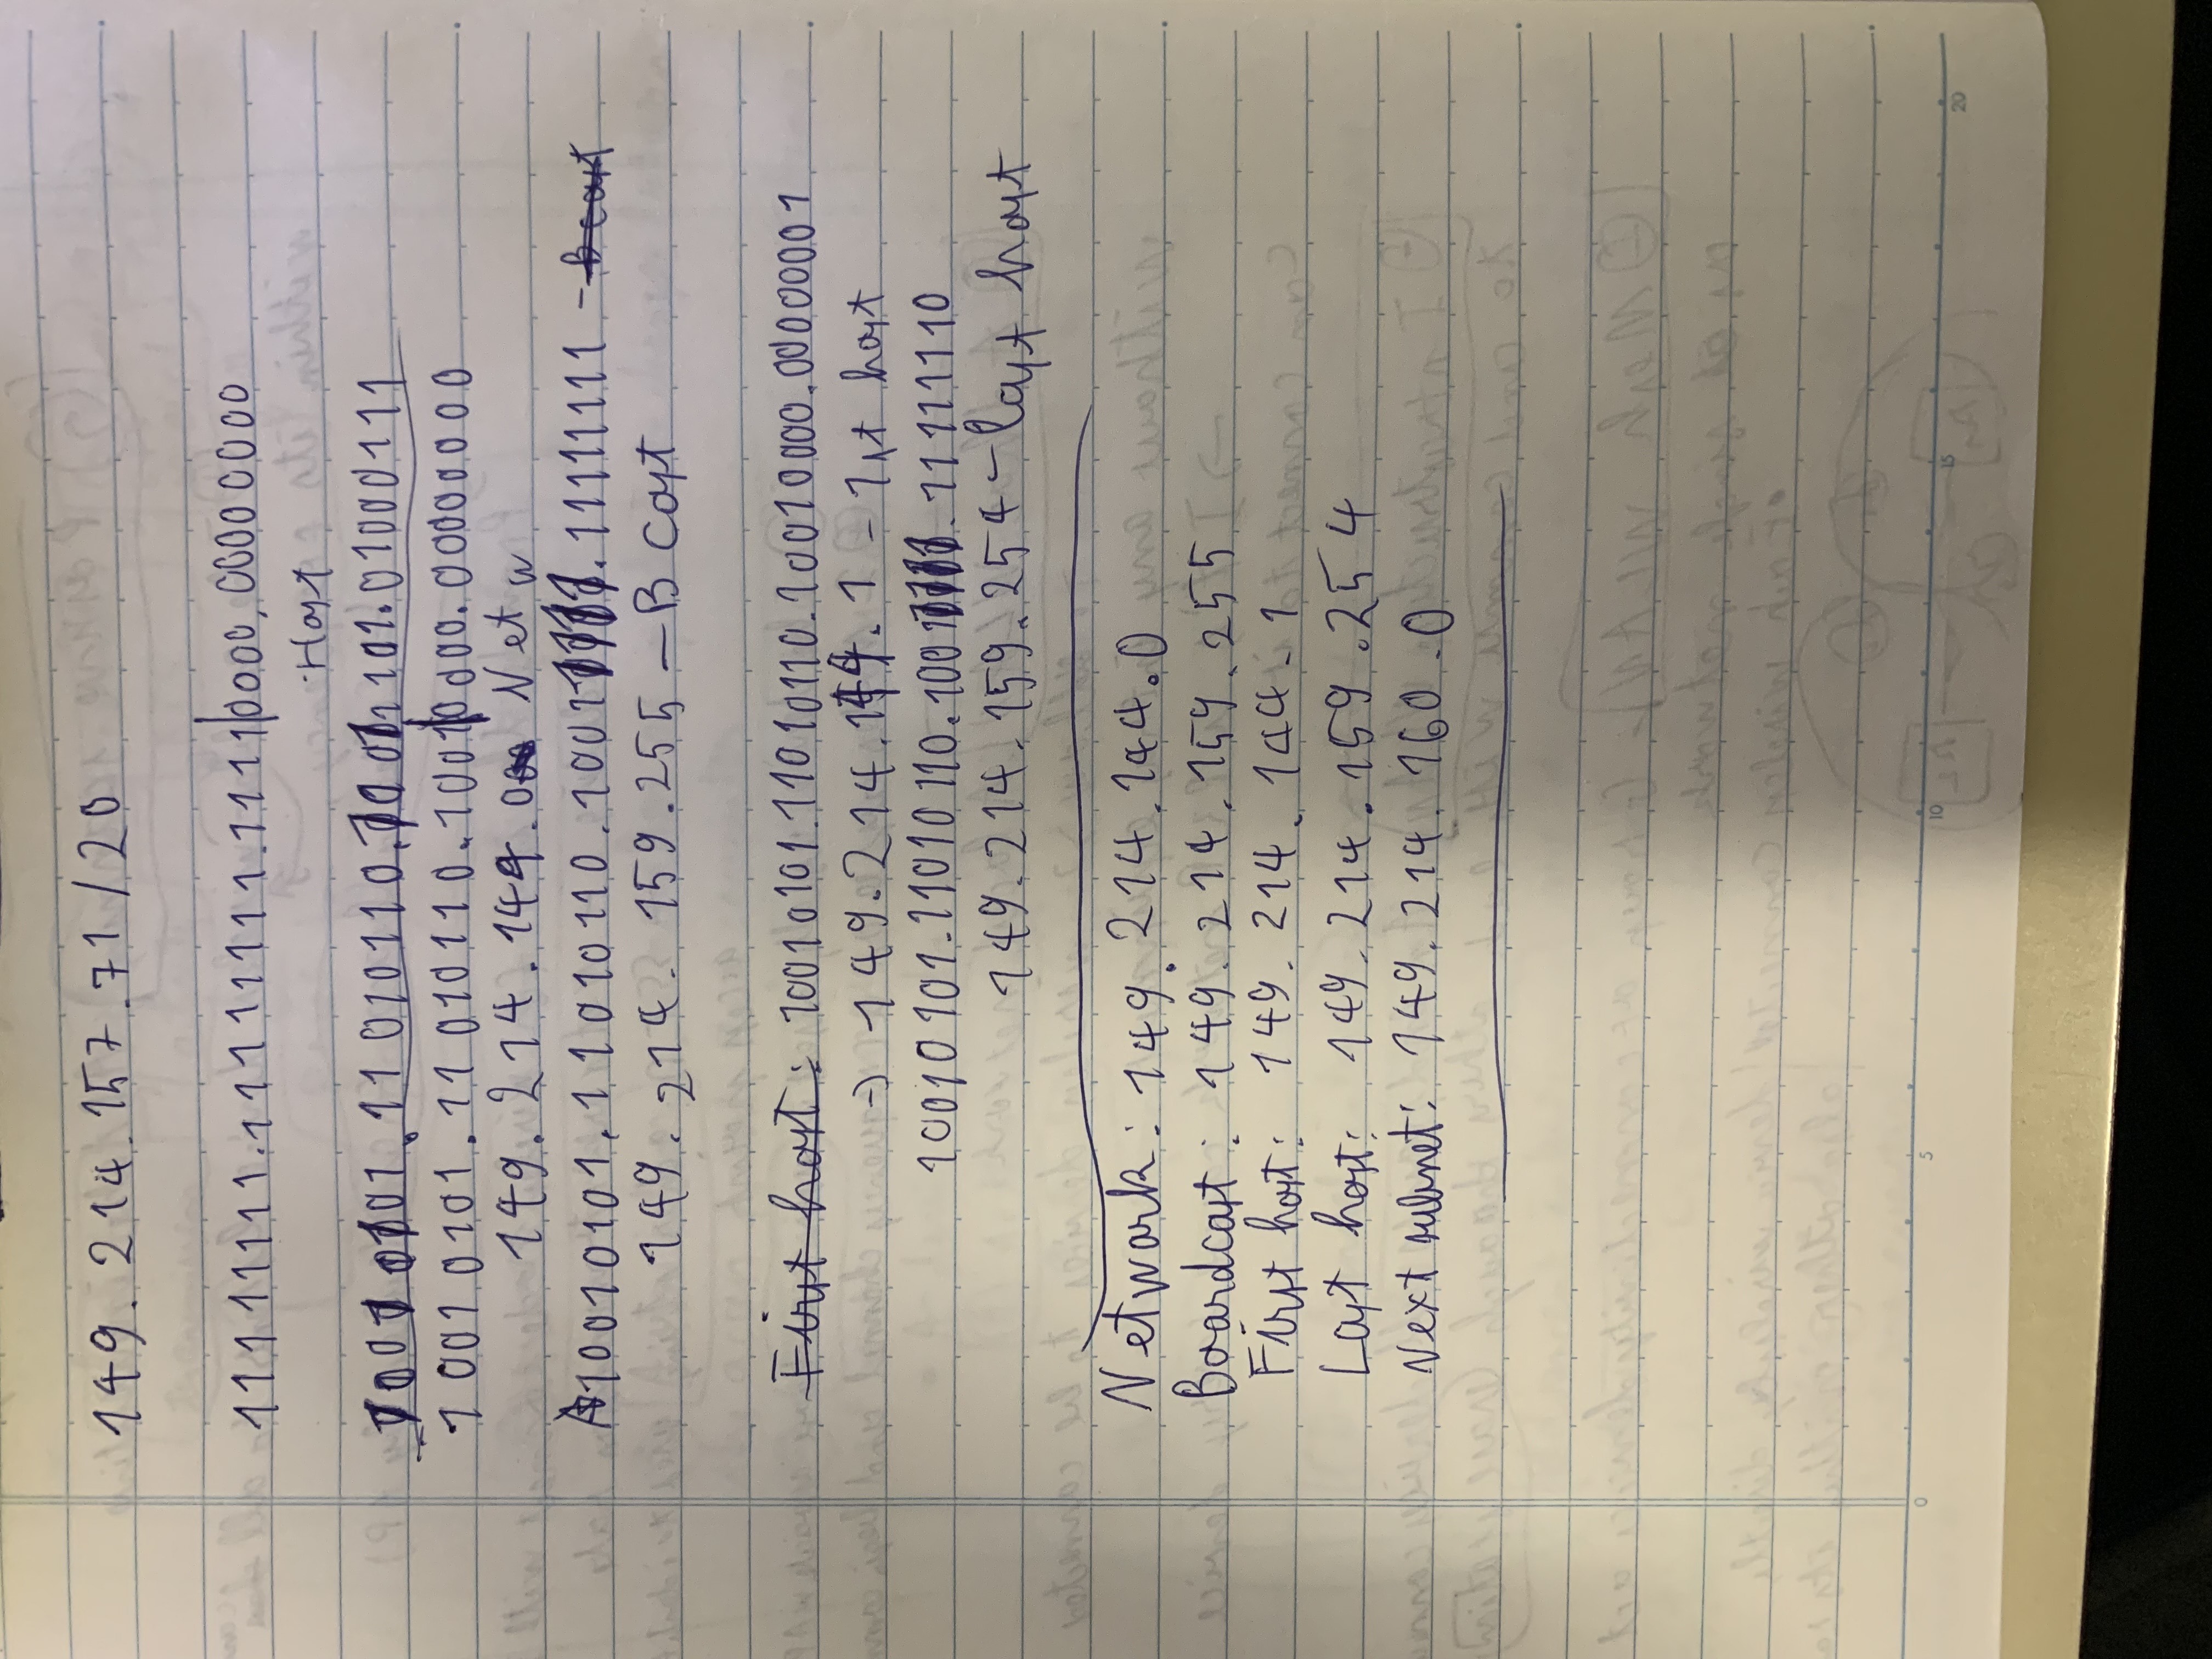 149.214.157.71/20
11111111.11111111.1111|0000.00000000
Host
10010101.11010110.10011101.01000111
10010101.11010110.1001|0000.00000000
149.214.144.0 Netw
10010101.11010110.10011111.11111111 - Bcast
149.214.159.255 - B Cast
First host: 10010101.11010110.10010000.00000001
→ 149.214.144.1 - 1st host
10010101.11010110.10011111.11111110
149.214.159.254 - last host
Network: 149.214.144.0
Boardcast: 149.214.159.255
First host: 149.214.144.1
Last host: 149.214.159.254
Next subnet: 149.214.160.0
0 5 10 15 20